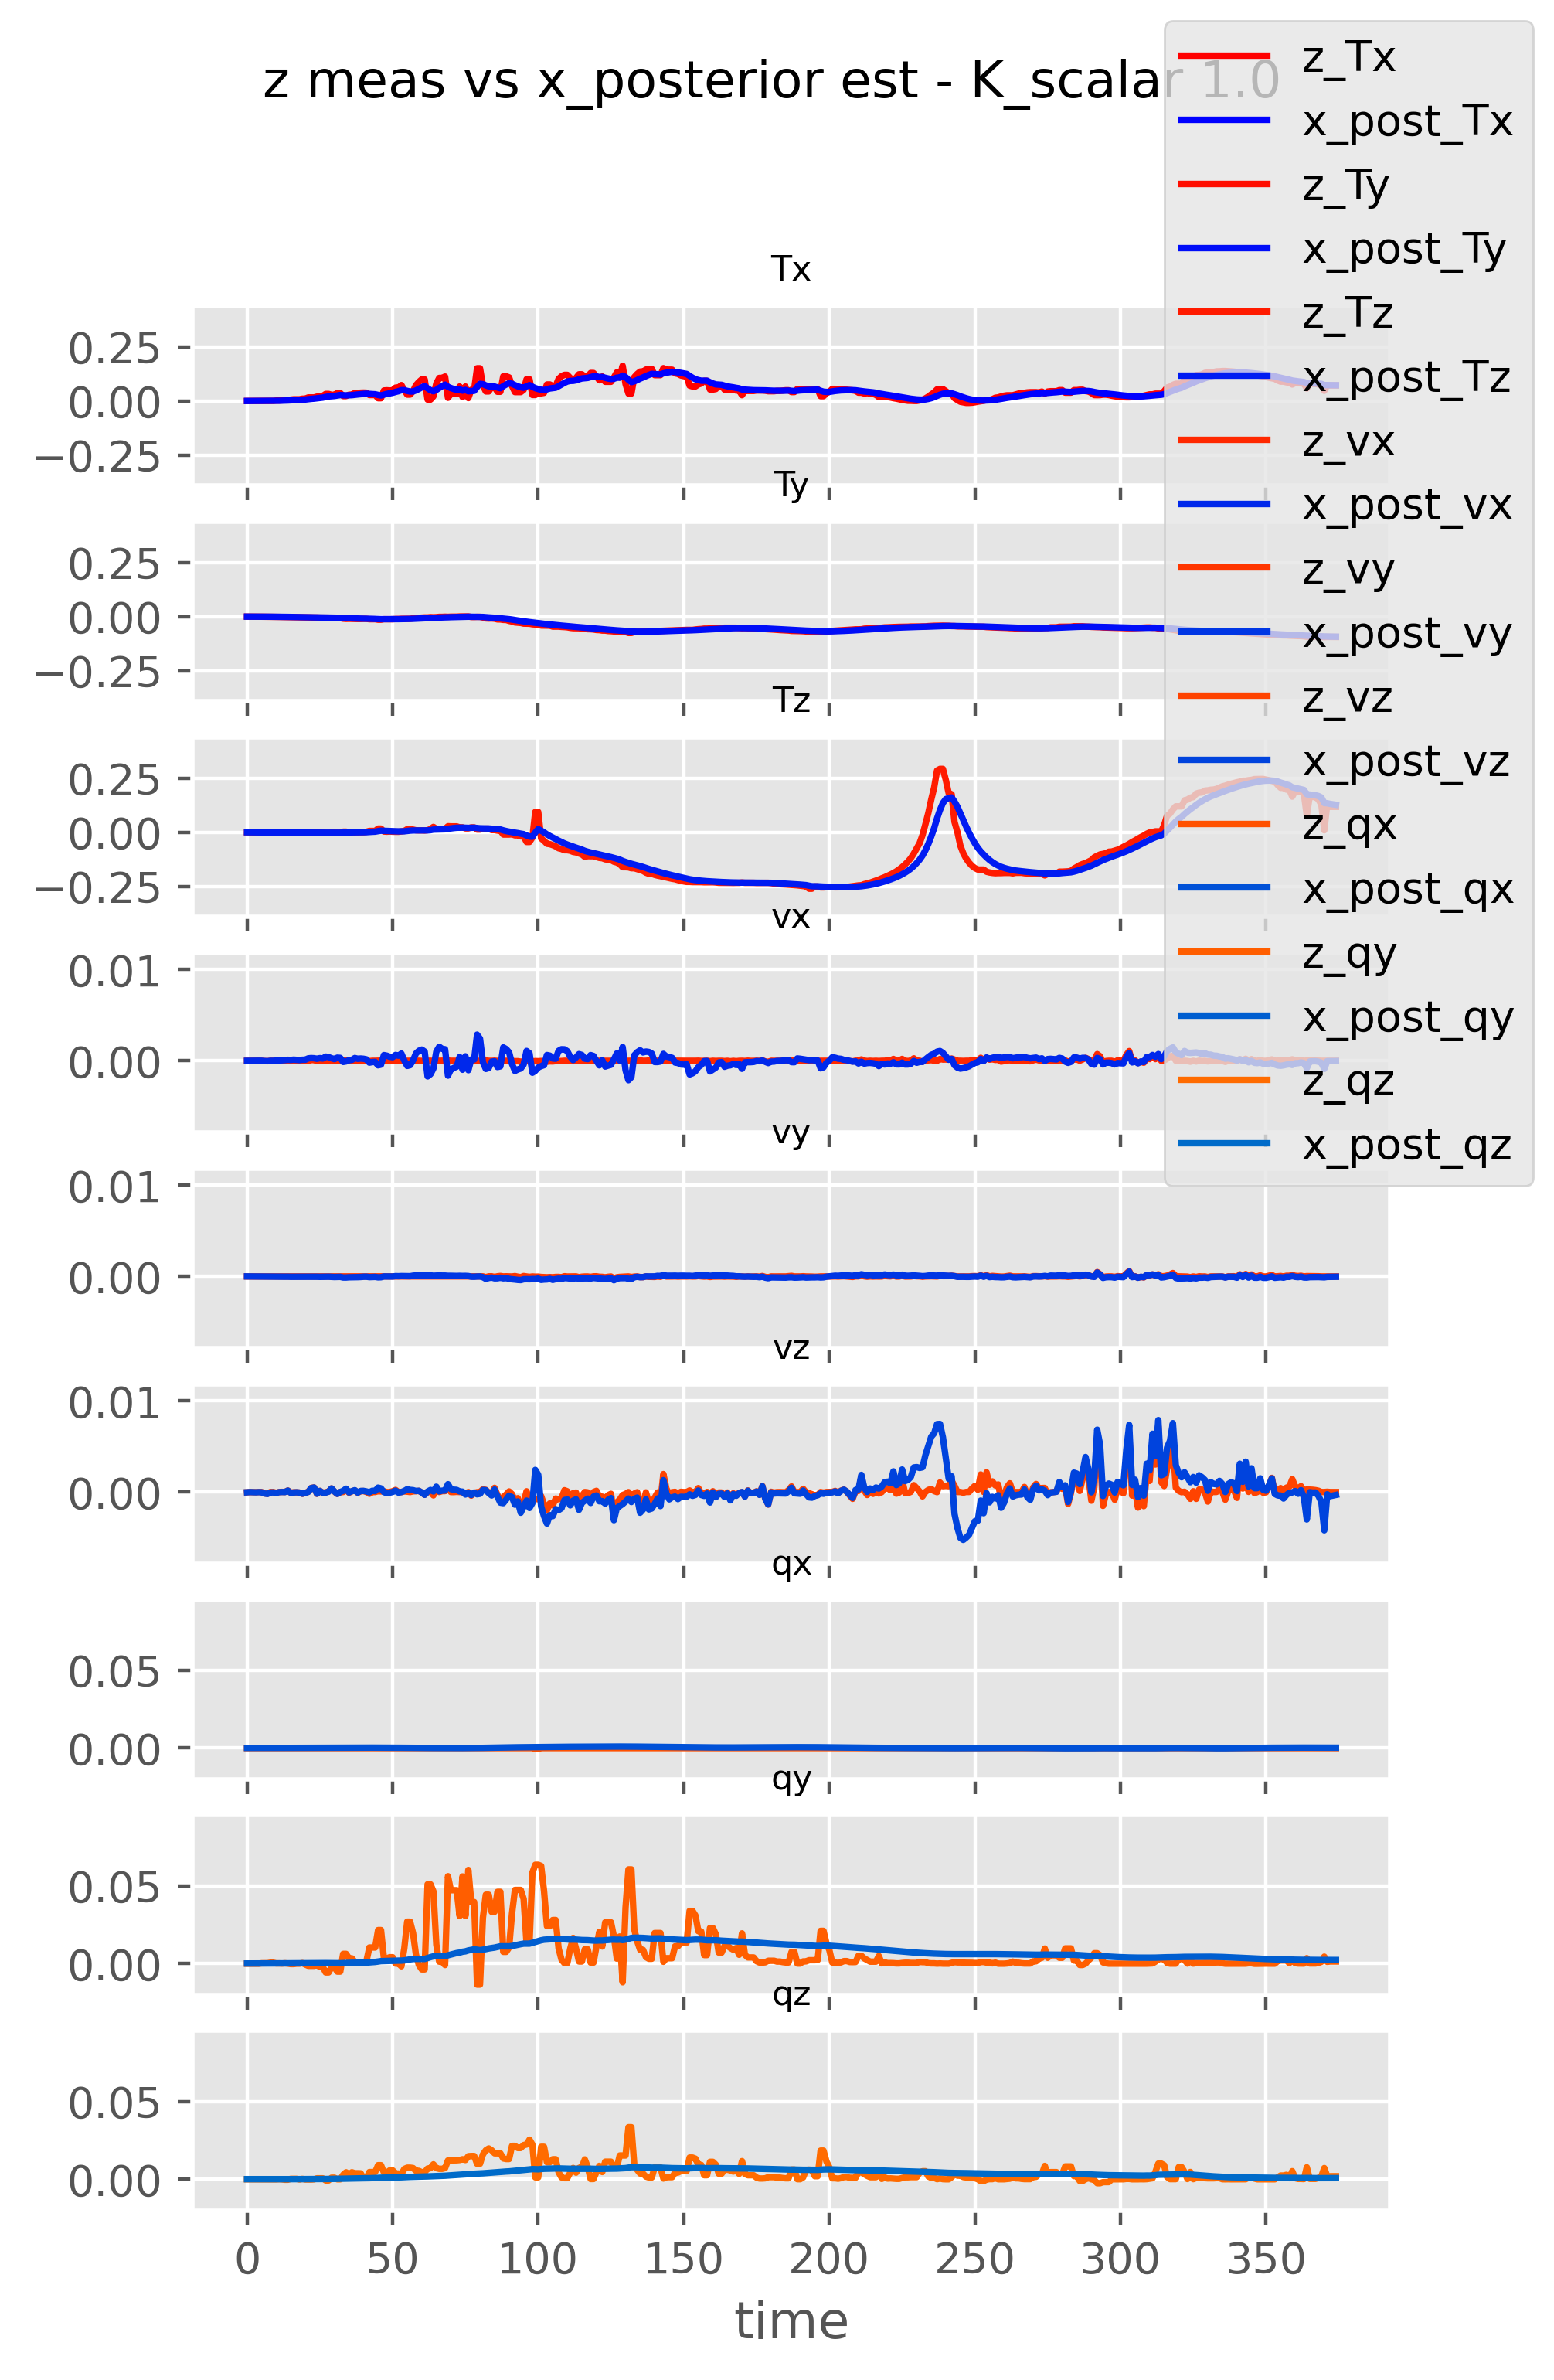 z meas vs x_posterior est - K_scalar 1.0
z_Tx
x_post_Tx
z_Ty
x_post_Ty
z_Tz
x_post_Tz
z_vx
x_post_vx
z_vy
x_post_vy
z_vz
x_post_vz
z_qx
x_post_qx
z_qy
x_post_qy
z_qz
x_post_qz
Tx
0.25
0.00
−0.25
Ty
0.25
0.00
−0.25
Tz
0.25
0.00
−0.25
vx
0.01
0.00
vy
0.01
0.00
vz
0.01
0.00
qx
0.05
0.00
qy
0.05
0.00
qz
0.05
0.00
0 50 100 150 200 250 300 350
time